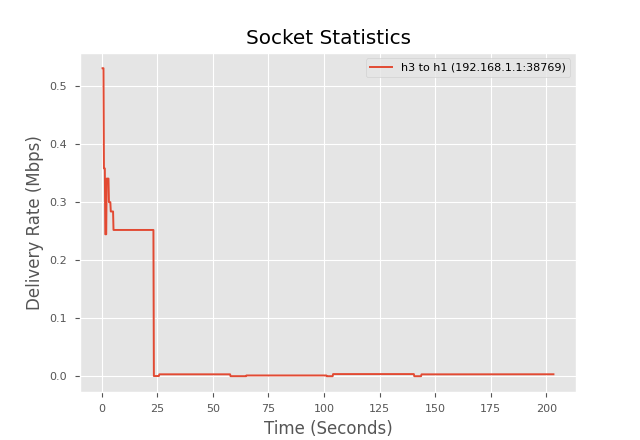 Socket Statistics
h3 to h1 (192.168.1.1:38769)
Delivery Rate (Mbps)
0.5
0.4
0.3
0.2
0.1
0.0
0 25 50 75 100 125 150 175 200
Time (Seconds)